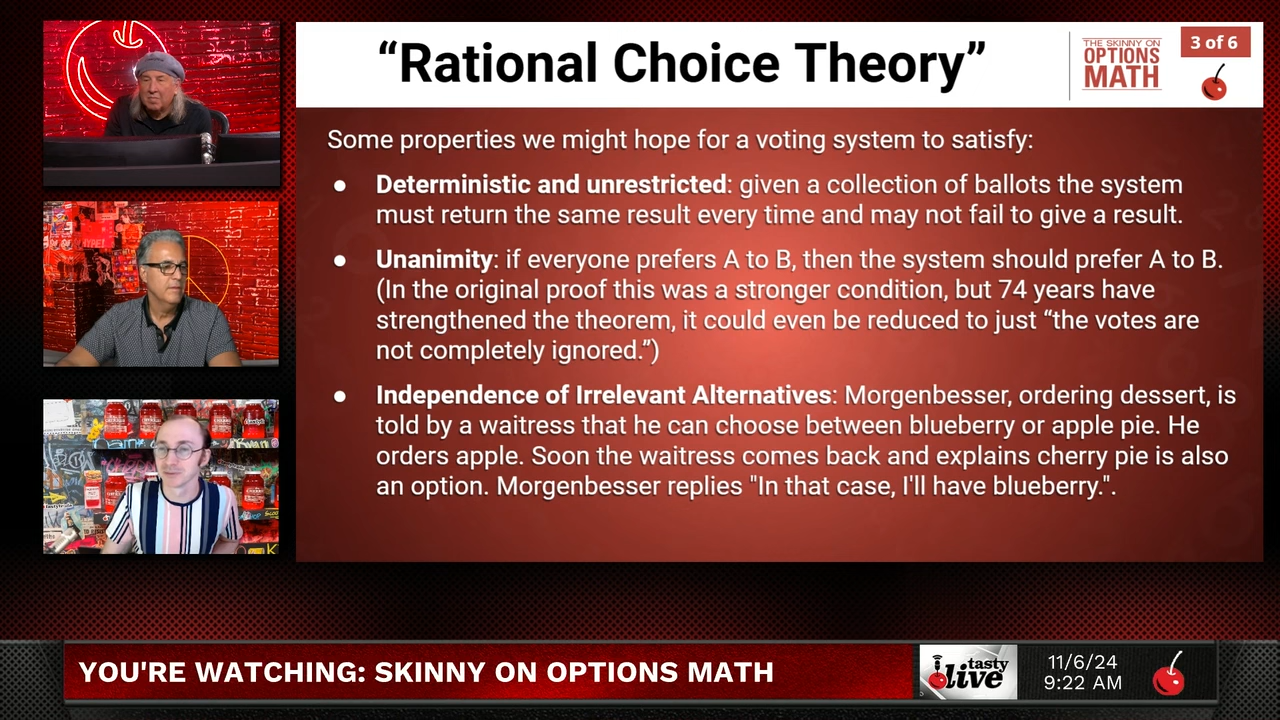 “Rational Choice Theory”
THE SKINNY ON
OPTIONS
MATH
3 of 6
Some properties we might hope for a voting system to satisfy:
● Deterministic and unrestricted: given a collection of ballots the system
must return the same result every time and may not fail to give a result.
● Unanimity: if everyone prefers A to B, then the system should prefer A to B.
(In the original proof this was a stronger condition, but 74 years have
strengthened the theorem, it could even be reduced to just “the votes are
not completely ignored.”)
● Independence of Irrelevant Alternatives: Morgenbesser, ordering dessert, is
told by a waitress that he can choose between blueberry or apple pie. He
orders apple. Soon the waitress comes back and explains cherry pie is also
an option. Morgenbesser replies "In that case, I'll have blueberry.".
YOU'RE WATCHING: SKINNY ON OPTIONS MATH
tasty
live
11/6/24
9:22 AM